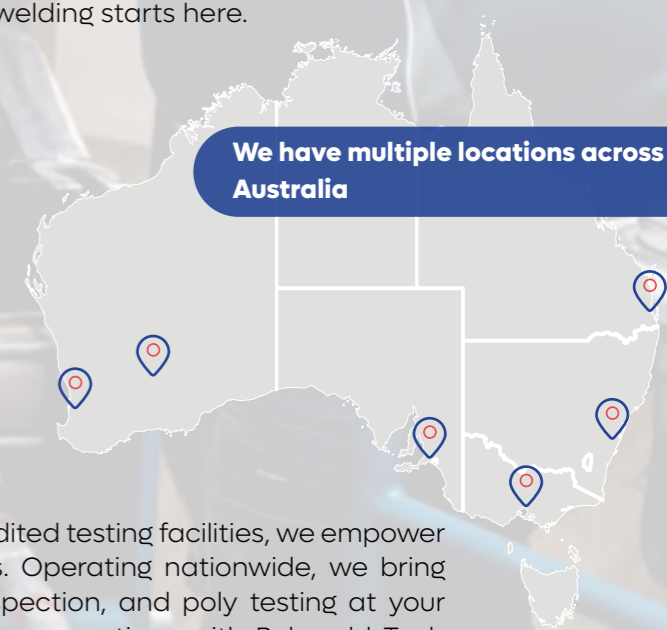 welding starts here.
We have multiple locations across
Australia
dited testing facilities, we empower
s. Operating nationwide, we bring
spection, and poly testing at your